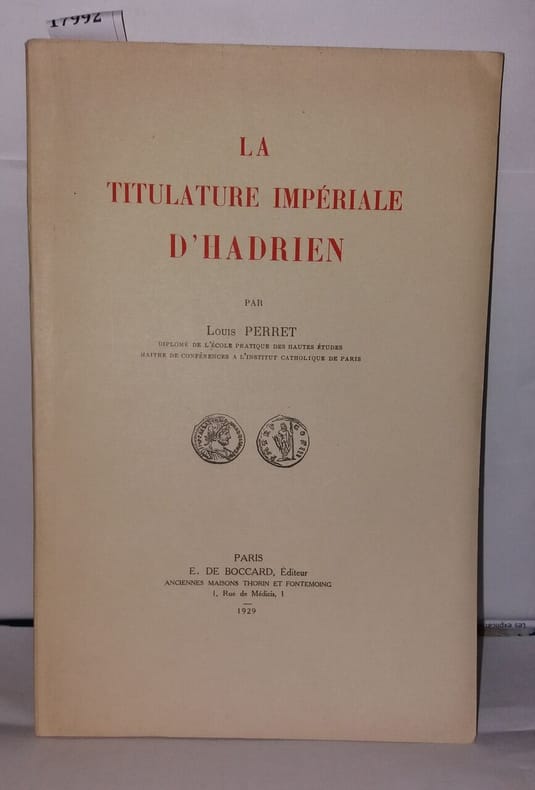 17992
LA
TITULATURE IMPÉRIALE
D'HADRIEN
PAR
LOUIS PERRET
DIPLOMÉ DE L'ÉCOLE PRATIQUE DES HAUTES ÉTUDES
MAITRE DE CONFÉRENCES A L'INSTITUT CATHOLIQUE DE PARIS
PARIS
E. DE BOCCARD, Éditeur
ANCIENNES MAISONS THORIN ET FONTEMOING
1, Rue de Médicis, 1
1929